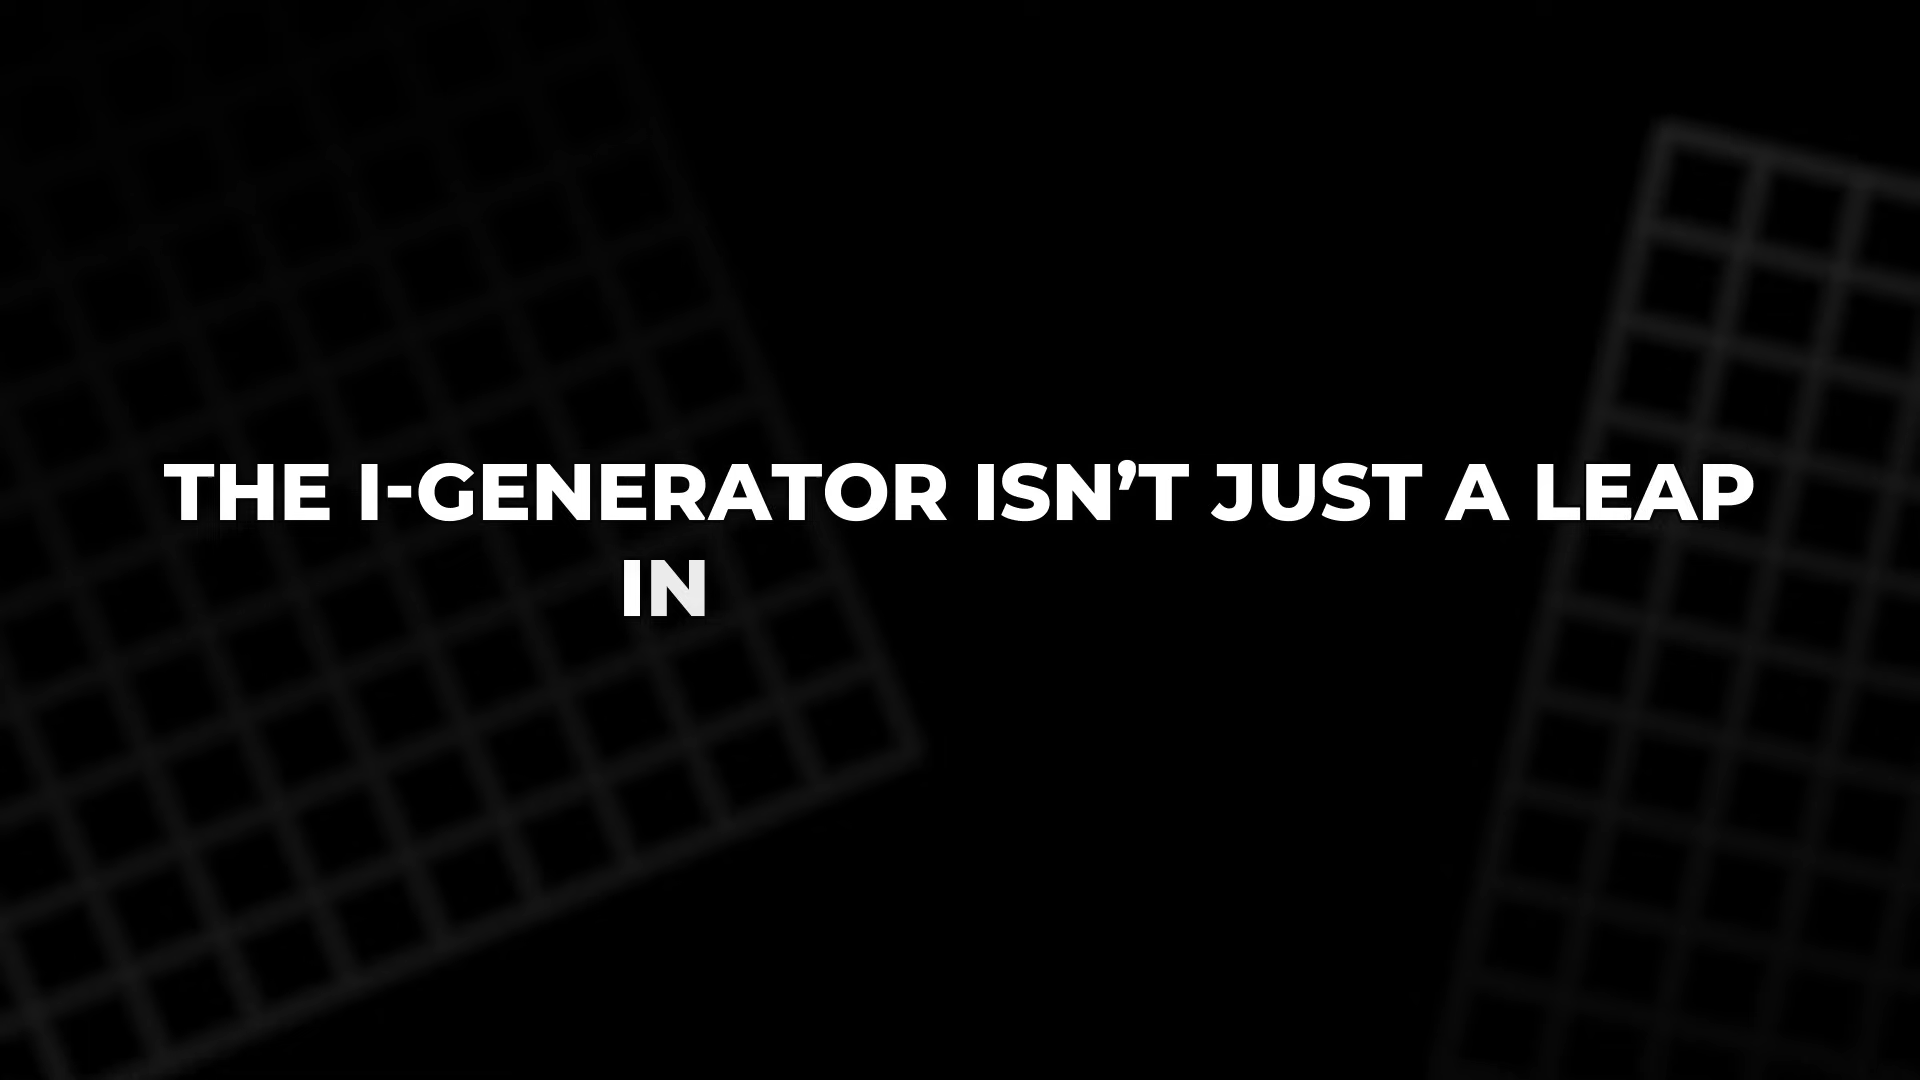 THE I-GENERATOR ISN’T JUST A LEAP
IN